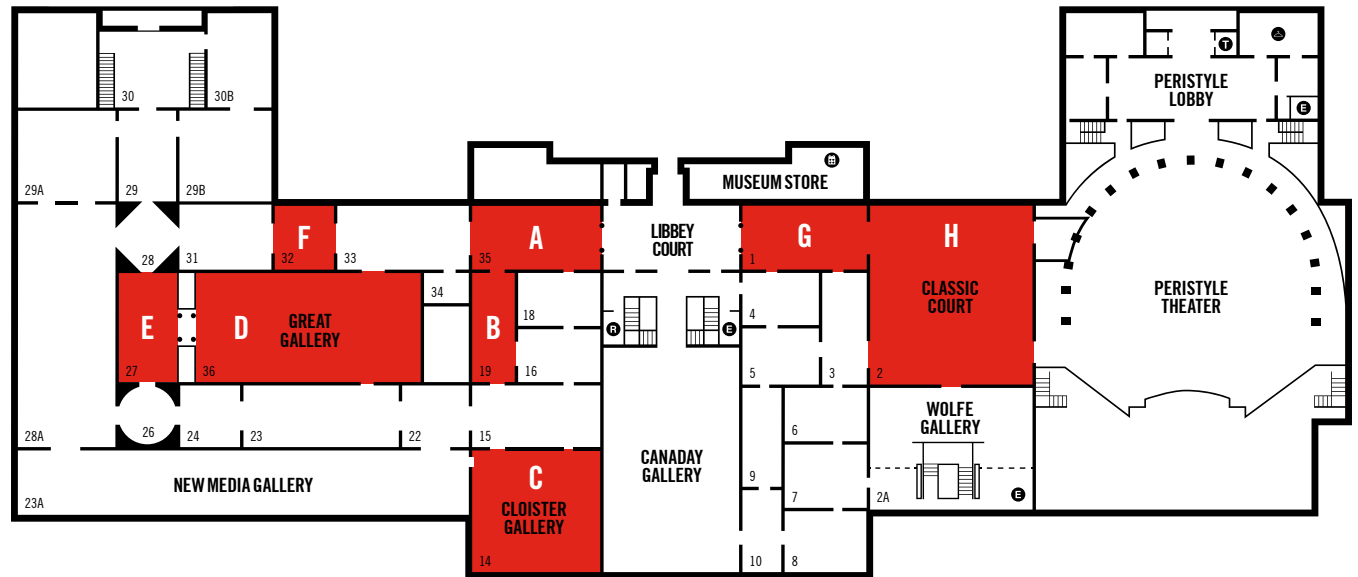 30
30B
T
PERISTYLE
LOBBY
E
29A
29
29B
MUSEUM STORE
F
A
LIBBEY
COURT
G
H
28
31
32
33
35
1
CLASSIC
COURT
PERISTYLE
THEATER
E
D
GREAT
GALLERY
34
B
18
R
E
4
27
36
19
16
5
3
2
28A
26
24
23
22
15
C
CLOISTER
GALLERY
CANADAY
GALLERY
6
WOLFE
GALLERY
NEW MEDIA GALLERY
9
7
2A
E
23A
14
10
8